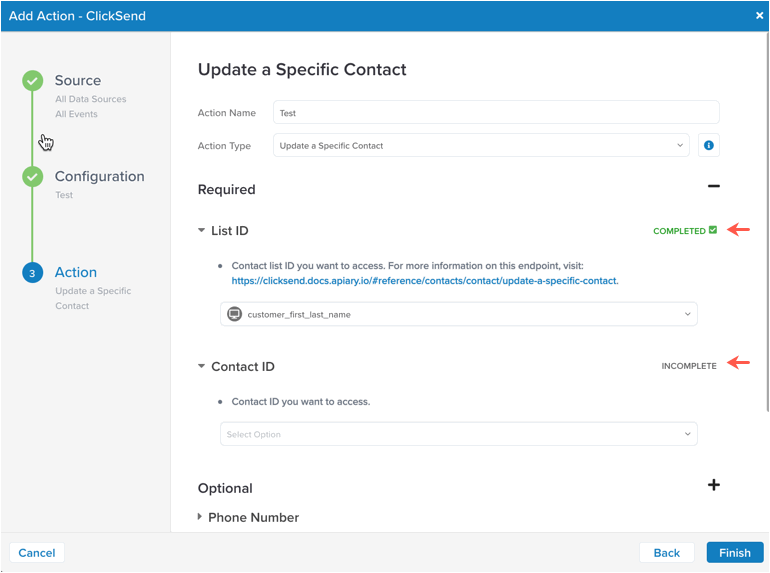 Add Action - ClickSend
×
Source
All Data Sources
All Events
Configuration
Test
3
Action
Update a Specific
Contact
Update a Specific Contact
Action Name
Test
Action Type
Update a Specific Contact
Required
List ID
COMPLETED
• Contact list ID you want to access. For more information on this endpoint, visit:
https://clicksend.docs.apiary.io/#reference/contacts/contact/update-a-specific-contact.
customer_first_last_name
Contact ID
INCOMPLETE
• Contact ID you want to access.
Select Option
Optional
Phone Number
Cancel
Back
Finish